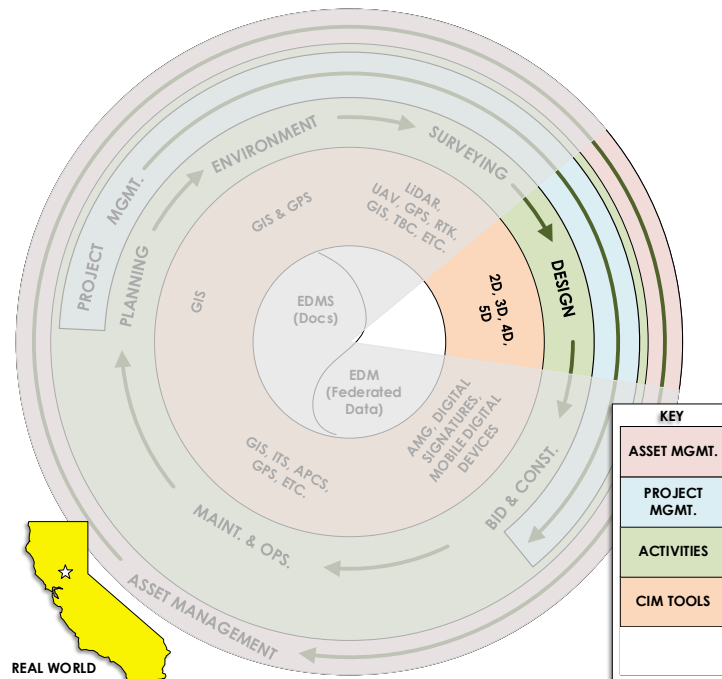 ENVIRONMENT
SURVEYING
PROJECT
MGMT.
PLANNING
GIS
GIS & GPS
LiDAR,
UAV, GPS, RTK,
GIS, TBC, ETC.
DESIGN
2D, 3D, 4D,
5D
EDMS
(Docs)
EDM
(Federated
Data)
AMG, DIGITAL
SIGNATURES,
MOBILE DIGITAL
DEVICES
BID & CONST.
GIS, ITS, APCS,
GPS, ETC.
MAINT. & OPS.
ASSET MANAGEMENT
REAL WORLD
KEY
ASSET MGMT.
PROJECT
MGMT.
ACTIVITIES
CIM TOOLS